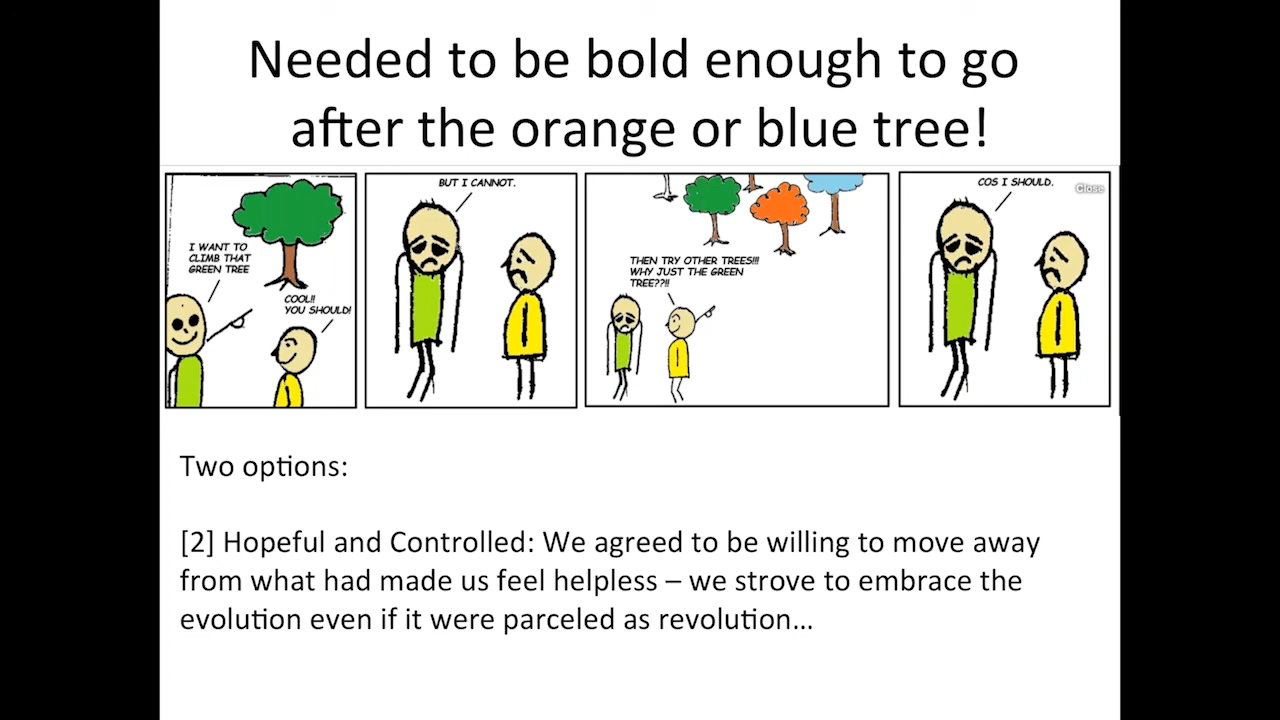 Needed to be bold enough to go
after the orange or blue tree!
I WANT TO
CLIMB THAT
GREEN TREE
COOL!!
YOU SHOULD!
BUT I CANNOT.
THEN TRY OTHER TREES!!!
WHY JUST THE GREEN
TREE??!!
COS I SHOULD.
Close
Two options:
[2] Hopeful and Controlled: We agreed to be willing to move away
from what had made us feel helpless – we strove to embrace the
evolution even if it were parceled as revolution…